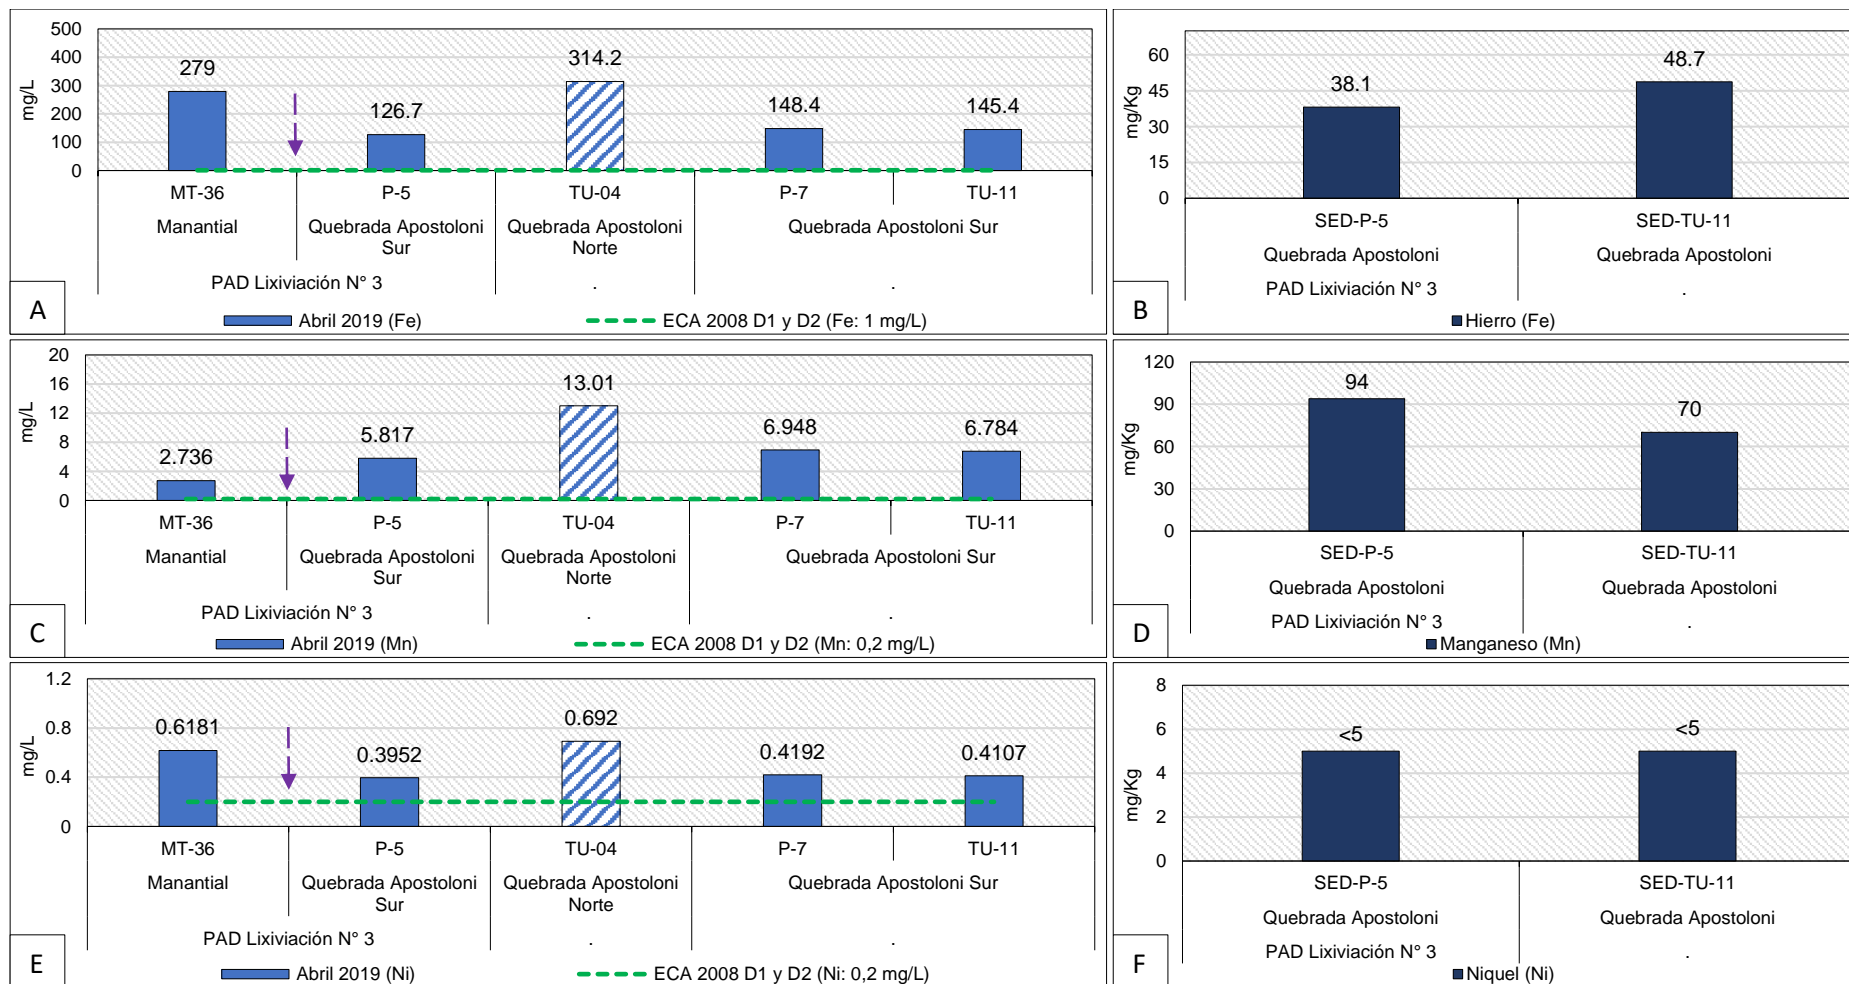 500
400
300
200
100
0
mg/L
279
126.7
314.2
148.4
145.4
MT-36
P-5
TU-04
P-7
TU-11
Manantial
Quebrada Apostoloni
Sur
Quebrada Apostoloni
Norte
Quebrada Apostoloni Sur
PAD Lixiviación N° 3
.
.
A
Abril 2019 (Fe)
ECA 2008 D1 y D2 (Fe: 1 mg/L)
60
45
30
15
0
mg/Kg
38.1
48.7
SED-P-5
SED-TU-11
Quebrada Apostoloni
Quebrada Apostoloni
PAD Lixiviación N° 3
.
B
Hierro (Fe)
20
16
12
8
4
0
mg/L
2.736
5.817
13.01
6.948
6.784
MT-36
P-5
TU-04
P-7
TU-11
Manantial
Quebrada Apostoloni
Sur
Quebrada Apostoloni
Norte
Quebrada Apostoloni Sur
PAD Lixiviación N° 3
.
.
C
Abril 2019 (Mn)
ECA 2008 D1 y D2 (Mn: 0,2 mg/L)
120
90
60
30
0
mg/Kg
94
70
SED-P-5
SED-TU-11
Quebrada Apostoloni
Quebrada Apostoloni
PAD Lixiviación N° 3
.
D
Manganeso (Mn)
1.2
0.8
0.4
0
mg/L
0.6181
0.3952
0.692
0.4192
0.4107
MT-36
P-5
TU-04
P-7
TU-11
Manantial
Quebrada Apostoloni
Sur
Quebrada Apostoloni
Norte
Quebrada Apostoloni Sur
PAD Lixiviación N° 3
.
.
E
Abril 2019 (Ni)
ECA 2008 D1 y D2 (Ni: 0,2 mg/L)
8
6
4
2
0
mg/Kg
<5
<5
SED-P-5
SED-TU-11
Quebrada Apostoloni
Quebrada Apostoloni
PAD Lixiviación N° 3
.
F
Niquel (Ni)